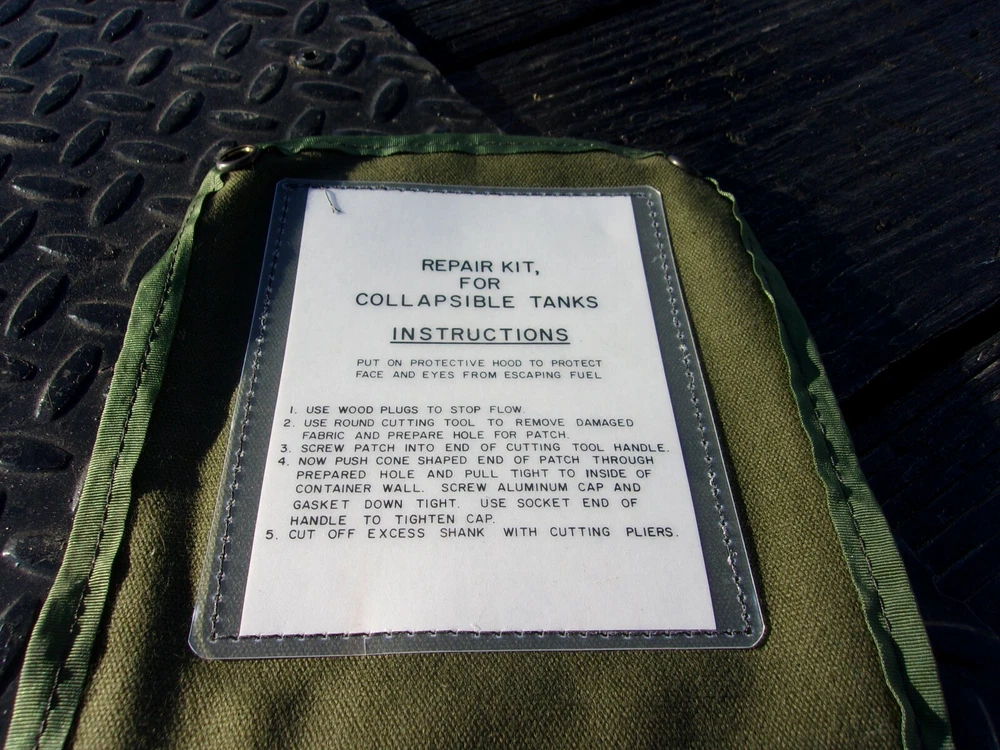 REPAIR KIT,
FOR
COLLAPSIBLE TANKS
INSTRUCTIONS
PUT ON PROTECTIVE HOOD TO PROTECT
FACE AND EYES FROM ESCAPING FUEL
1. USE WOOD PLUGS TO STOP FLOW.
2. USE ROUND CUTTING TOOL TO REMOVE DAMAGED
FABRIC AND PREPARE HOLE FOR PATCH.
3. SCREW PATCH INTO END OF CUTTING TOOL HANDLE.
4. NOW PUSH CONE SHAPED END OF PATCH THROUGH
PREPARED HOLE AND PULL TIGHT TO INSIDE OF
CONTAINER WALL. SCREW ALUMINUM CAP AND
GASKET DOWN TIGHT. USE SOCKET END OF
HANDLE TO TIGHTEN CAP.
5. CUT OFF EXCESS SHANK WITH CUTTING PLIERS.